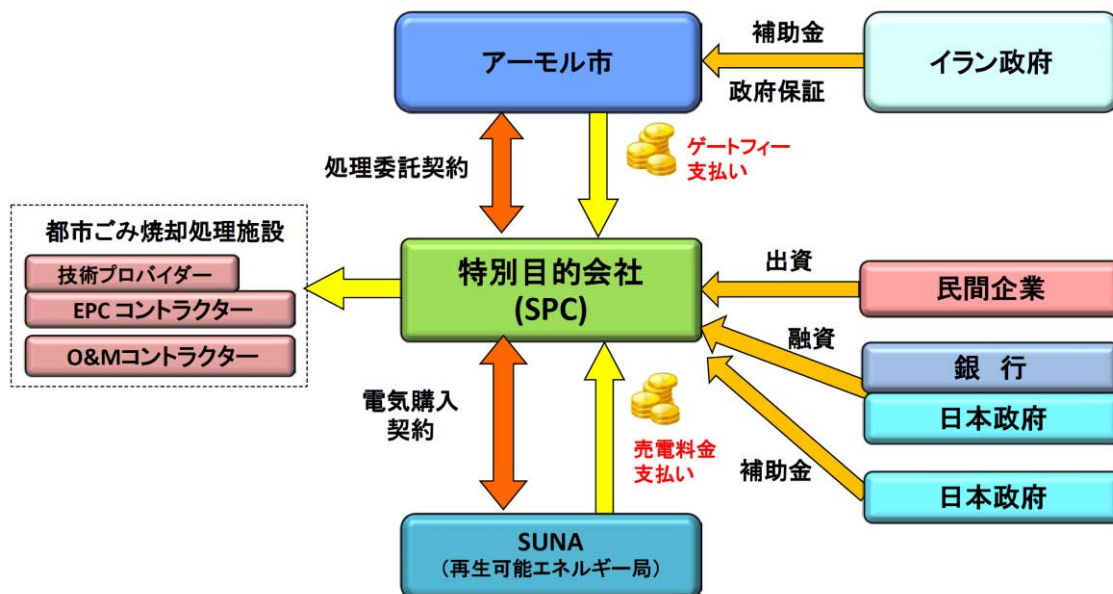 アーモル市
補助金
政府保証
イラン政府
処理委託契約
ゲートフィー
支払い
都市ごみ焼却処理施設
技術プロバイダー
EPCコントラクター
O&Mコントラクター
特別目的会社
(SPC)
出資
民間企業
融資
銀 行
日本政府
補助金
日本政府
電気購入
契約
売電料金
支払い
SUNA
（再生可能エネルギー局）